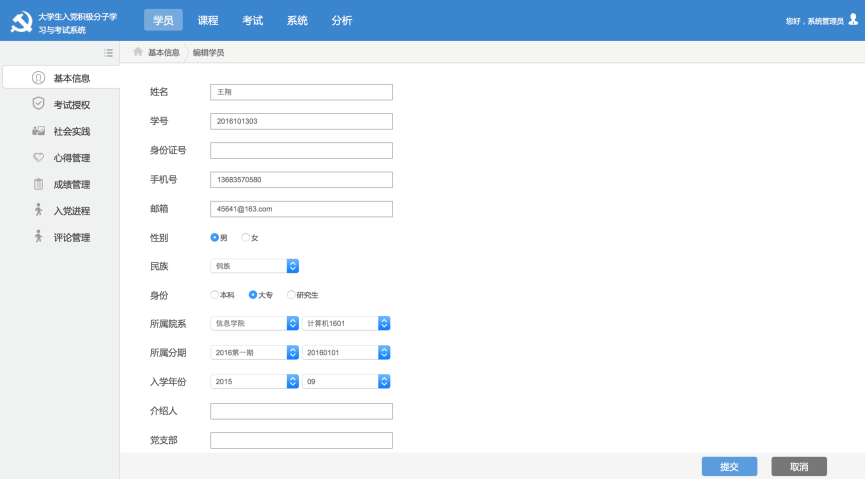 大学生入党积极分子学
习与考试系统
学员 课程 考试 系统 分析
您好，系统管理员
基本信息 编辑学员
基本信息
考试授权
社会实践
心得管理
成绩管理
入党进程
评论管理
姓名 王翔
学号 2016101303
身份证号
手机号 13683570580
邮箱 45641@163.com
性别 男 女
民族 侗族
身份 本科 大专 研究生
所属院系 信息学院 计算机1601
所属分期 2016第一期 20160101
入学年份 2015 09
介绍人
党支部
提交 取消